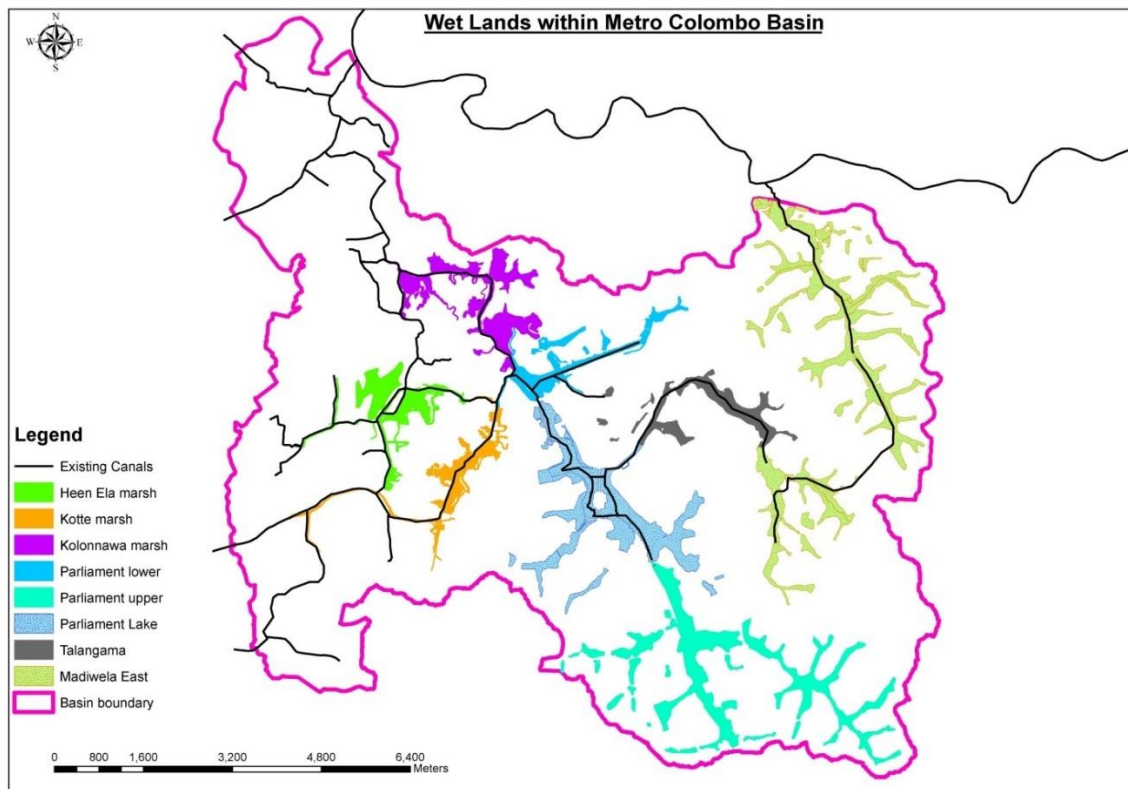 Wet Lands within Metro Colombo Basin
N
W E
S
Legend
Existing Canals
Heen Ela marsh
Kotte marsh
Kolonnawa marsh
Parliament lower
Parliament upper
Parliament Lake
Talangama
Madiwela East
Basin boundary
0 800 1,600 3,200 4,800 6,400
Meters